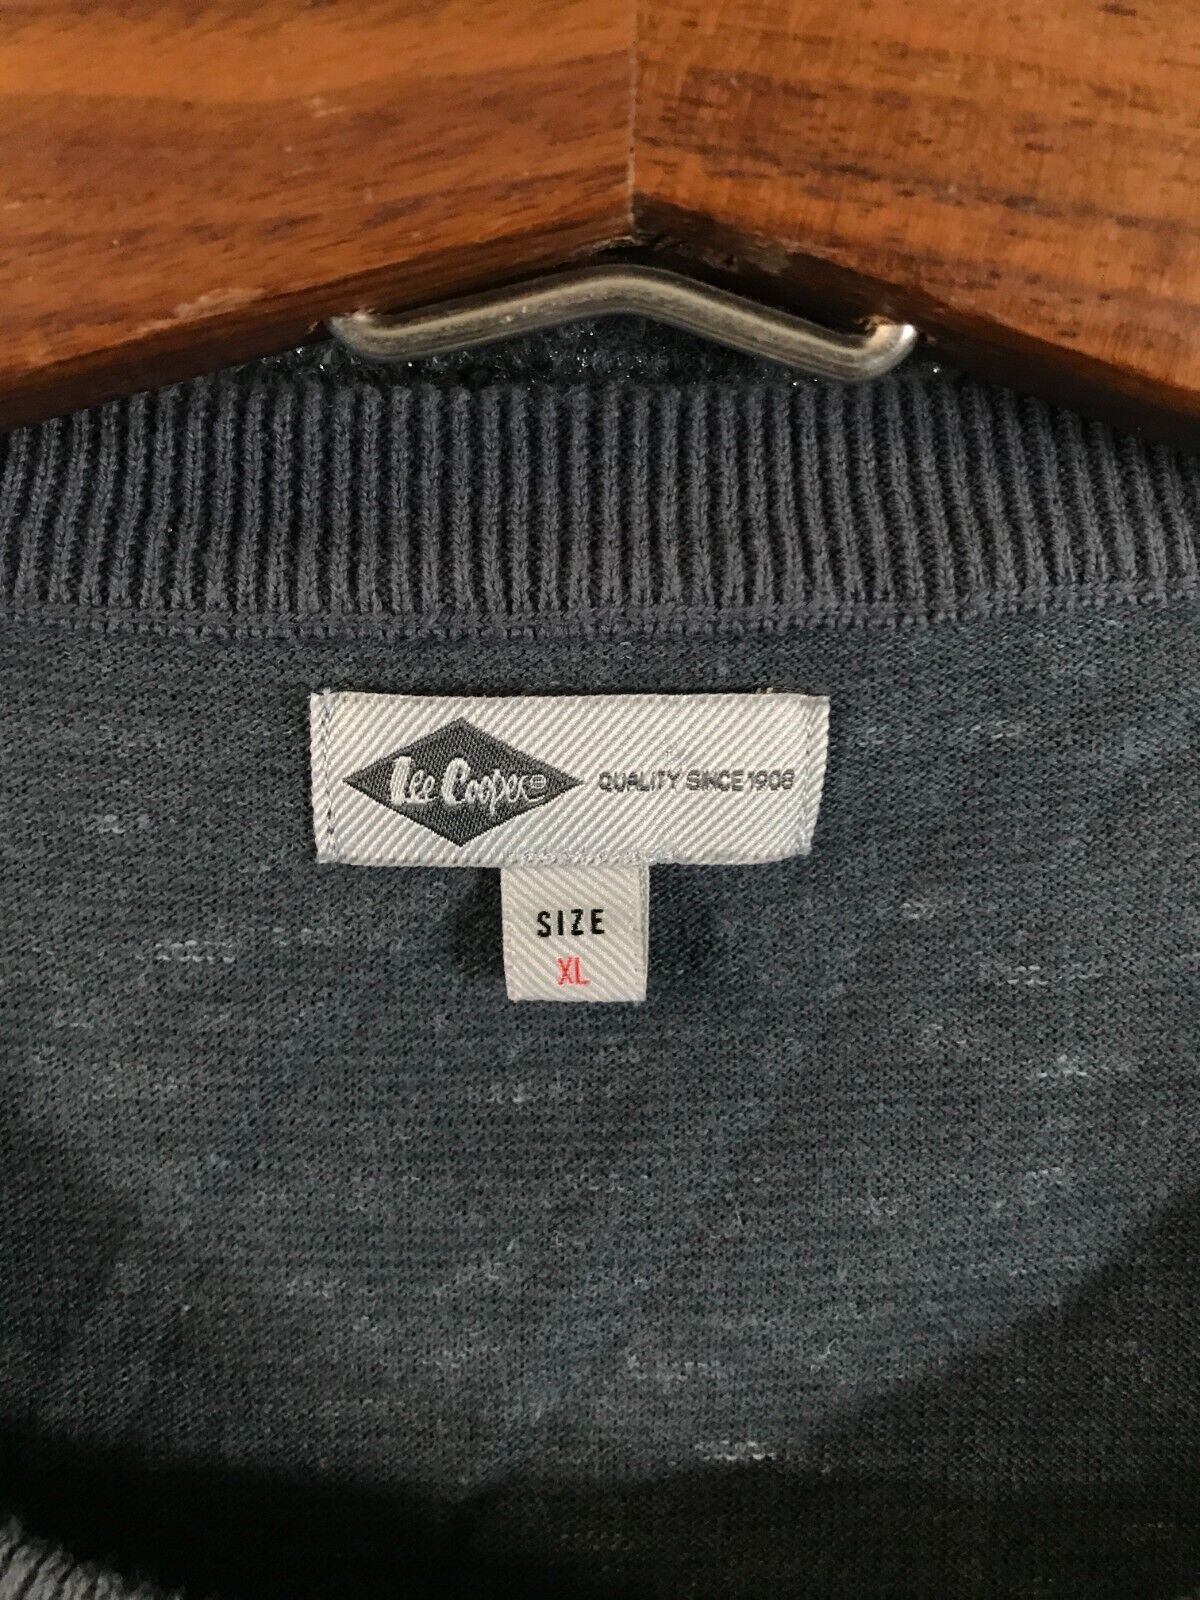 Lee Cooper
QUALITY SINCE 1908
SIZE
XL